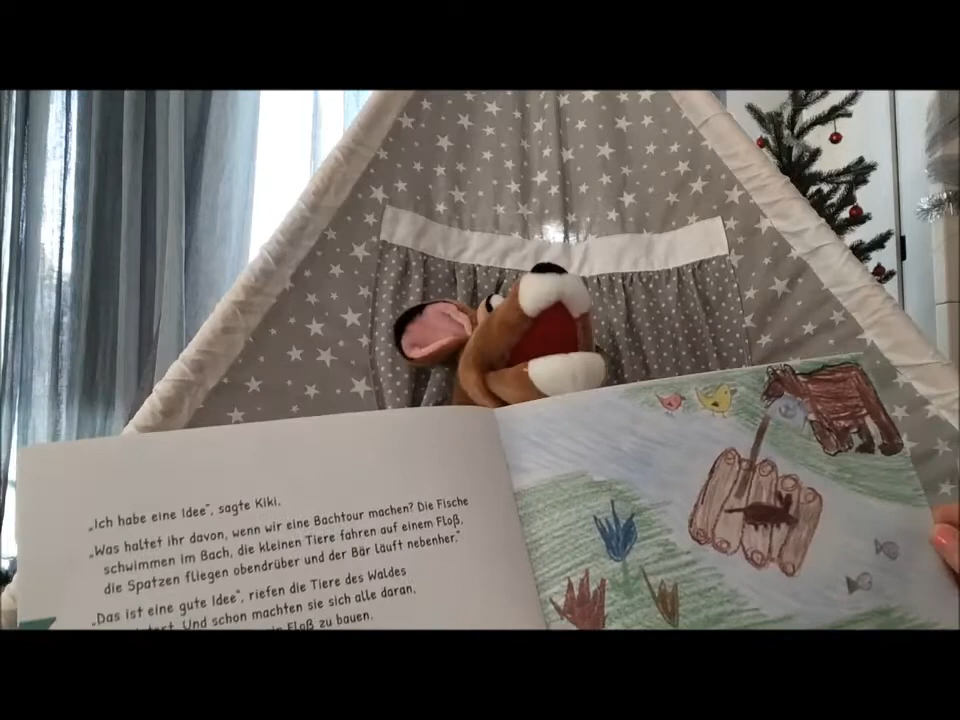 „Ich habe eine Idee“, sagte Kiki.
„Was haltet ihr davon, wenn wir eine Bachtour machen? Die Fische
schwimmen im Bach, die kleinen Tiere fahren auf einem Floß,
die Spatzen fliegen obendrüber und der Bär läuft nebenher.“
„Das ist eine gute Idee“, riefen die Tiere des Waldes
Und schon machten sie sich alle daran,
ein Floß zu bauen.